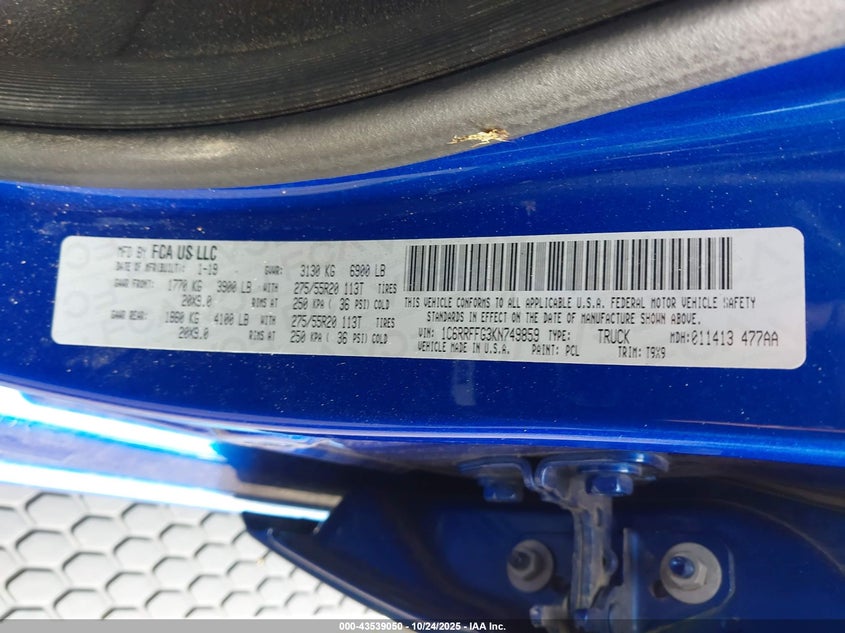 MFD BY FCA US LLC
DATE OF MFR(BUILT): 1-19 GVWR: 3130 KG 6900 LB
GAWR FRONT: 1770 KG 3900 LB WITH 275/55R20 113T TIRES
20X9.0 RIMS AT 250 KPA ( 36 PSI) COLD
GAWR REAR: 1860 KG 4100 LB WITH 275/55R20 113T TIRES
20X9.0 RIMS AT 250 KPA ( 36 PSI) COLD
THIS VEHICLE CONFORMS TO ALL APPLICABLE U.S.A. FEDERAL MOTOR VEHICLE SAFETY
STANDARDS IN EFFECT ON THE DATE OF MANUFACTURE SHOWN ABOVE.
VIN: 1C6RRFFG3KN749859 TYPE: TRUCK MDH: 011413 477AA
VEHICLE MADE IN U.S.A. PAINT: PCL TRIM: T9X9
000-43539050 - 10/24/2025 - IAA Inc.